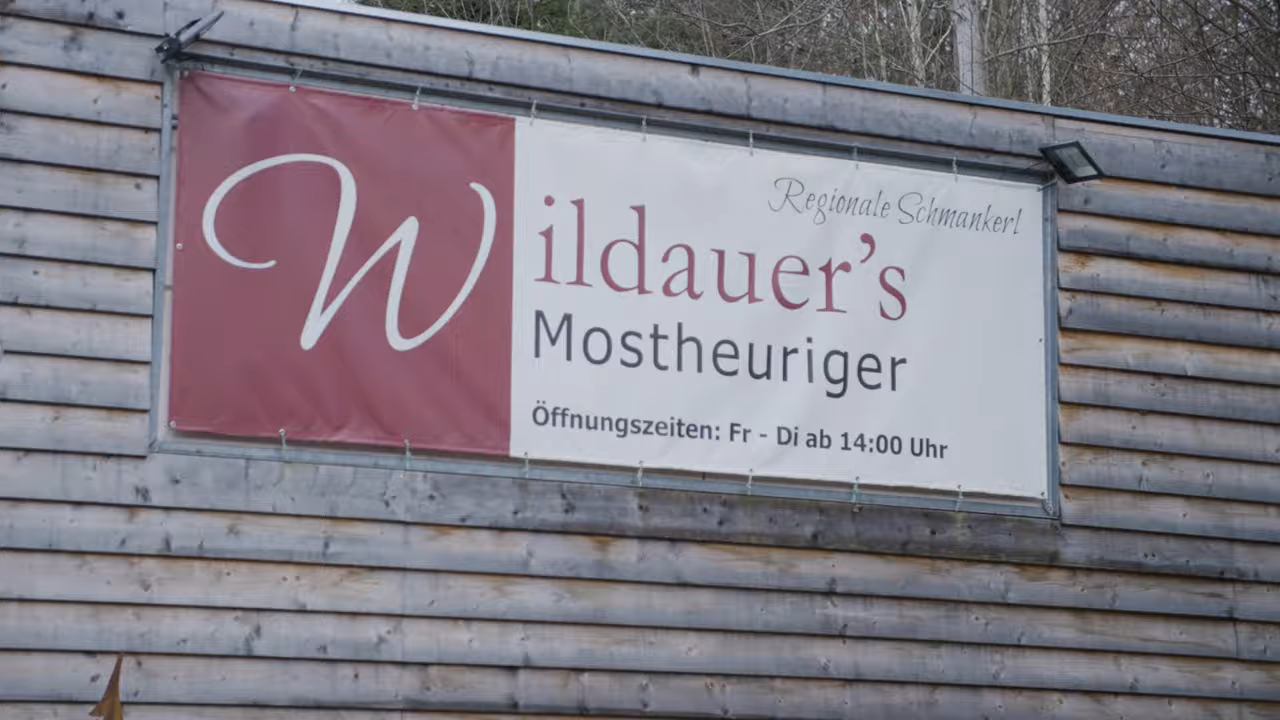 Regionale Schmankerl
Wildauer's
Mostheuriger
Öffnungszeiten: Fr - Di ab 14:00 Uhr